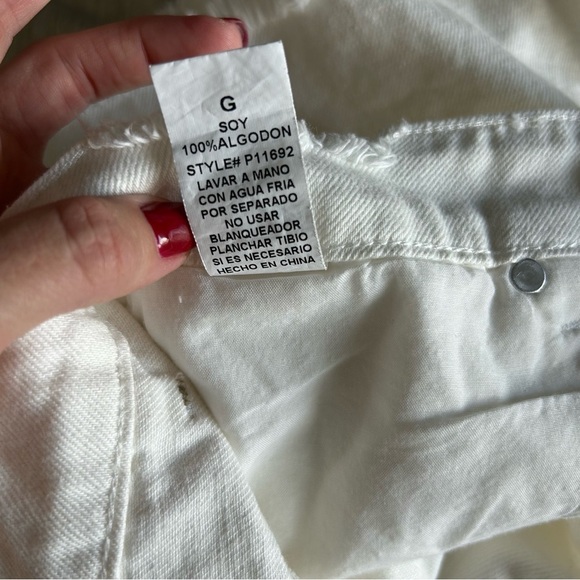 G
SOY
100%ALGODON
STYLE# P11692
LAVAR A MANO
CON AGUA FRIA
POR SEPARADO
NO USAR
BLANQUEADOR
PLANCHAR TIBIO
SI ES NECESARIO
HECHO EN CHINA